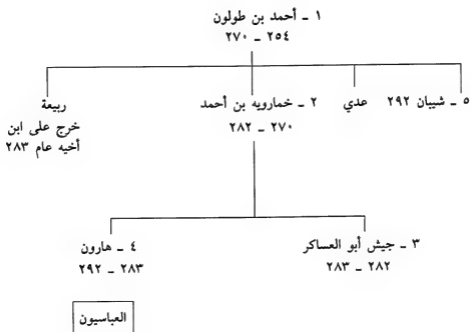 ١ ـ أحمد بن طولون
٢٥٤ ـ ٢٧٠
٥ ـ شيبان ٢٩٢
عدي
٢ ـ خمارويه بن أحمد
٢٧٠ ـ ٢٨٢
ربيعة
خرج على ابن
أخيه عام ٢٨٣
٣ ـ جيش أبو العساكر
٢٨٢ ـ ٢٨٣
٤ ـ هارون
٢٨٣ ـ ٢٩٢
العباسيون